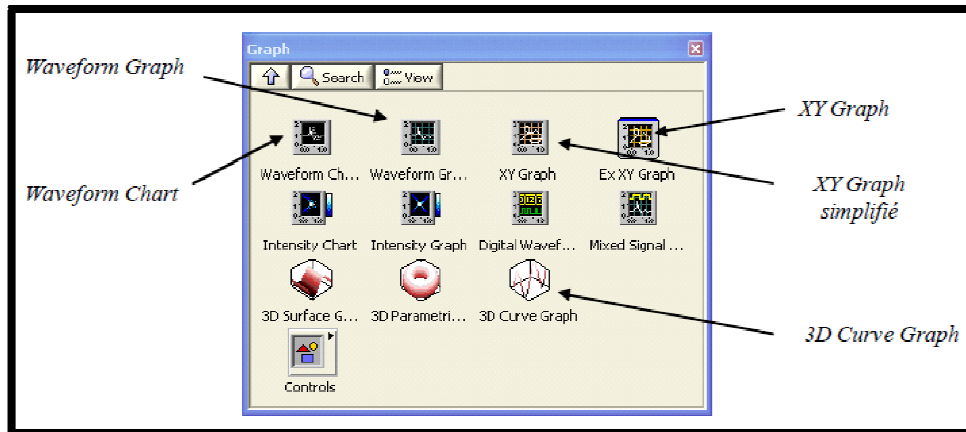 Graph
Search
View
Waveform Graph
Waveform Chart
XY Graph
XY Graph
simplifié
3D Curve Graph
Waveform Ch...
Waveform Gr...
XY Graph
Ex XY Graph
Intensity Chart
Intensity Graph
Digital Wavef...
Mixed Signal ...
3D Surface G...
3D Parametri...
3D Curve Graph
Controls